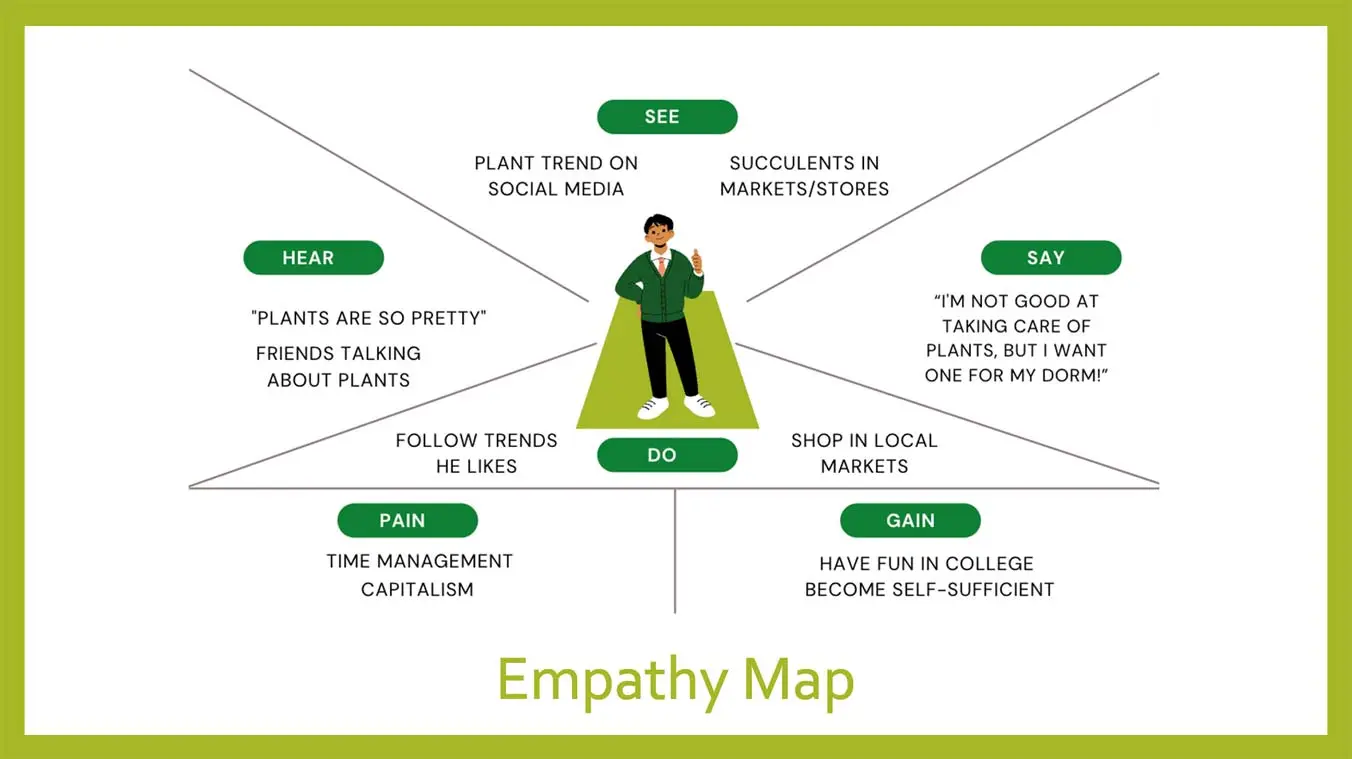 SEE
PLANT TREND ON
SOCIAL MEDIA
SUCCULENTS IN
MARKETS/STORES
HEAR
"PLANTS ARE SO PRETTY"
FRIENDS TALKING
ABOUT PLANTS
SAY
“I'M NOT GOOD AT
TAKING CARE OF
PLANTS, BUT I WANT
ONE FOR MY DORM!”
FOLLOW TRENDS
HE LIKES
DO
SHOP IN LOCAL
MARKETS
PAIN
TIME MANAGEMENT
CAPITALISM
GAIN
HAVE FUN IN COLLEGE
BECOME SELF-SUFFICIENT
Empathy Map